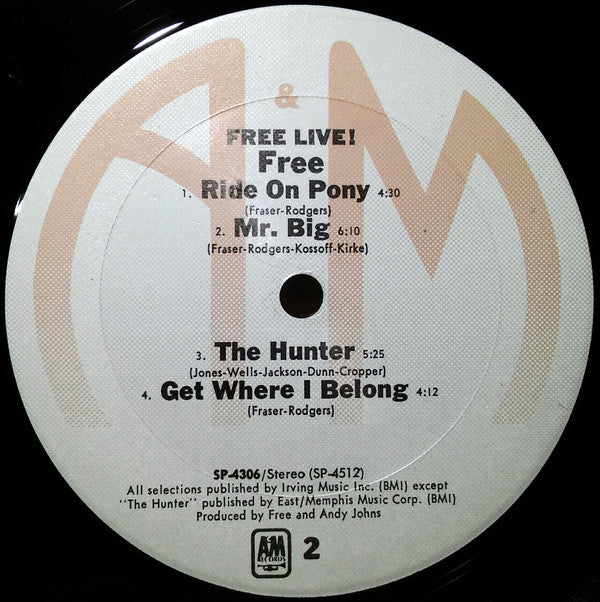 A & M
FREE LIVE!
Free
1. Ride On Pony 4:30
(Fraser-Rodgers)
2. Mr. Big 6:10
(Fraser-Rodgers-Kossoff-Kirke)
3. The Hunter 5:25
(Jones-Wells-Jackson-Dunn-Cropper)
4. Get Where I Belong 4:12
(Fraser-Rodgers)
SP-4306/Stereo (SP-4512)
All selections published by Irving Music Inc. (BMI) except
"The Hunter" published by East/Memphis Music Corp. (BMI)
Produced by Free and Andy Johns
A&M
RECORDS
2